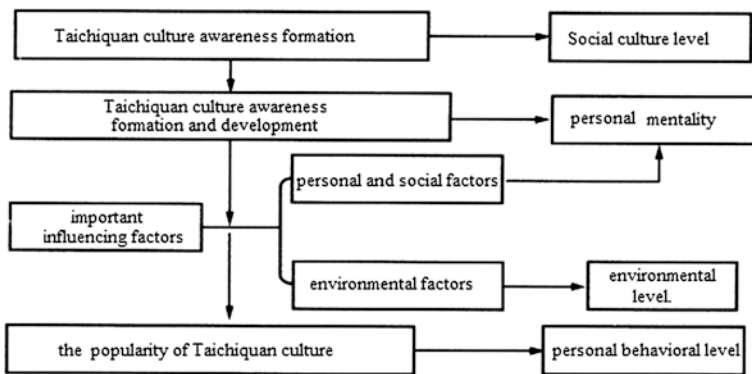 Taichiquan culture awareness formation
Social culture level
Taichiquan culture awareness
formation and development
personal mentality
personal and social factors
important
influencing factors
environmental factors
environmental
level.
the popularity of Taichiquan culture
personal behavioral level